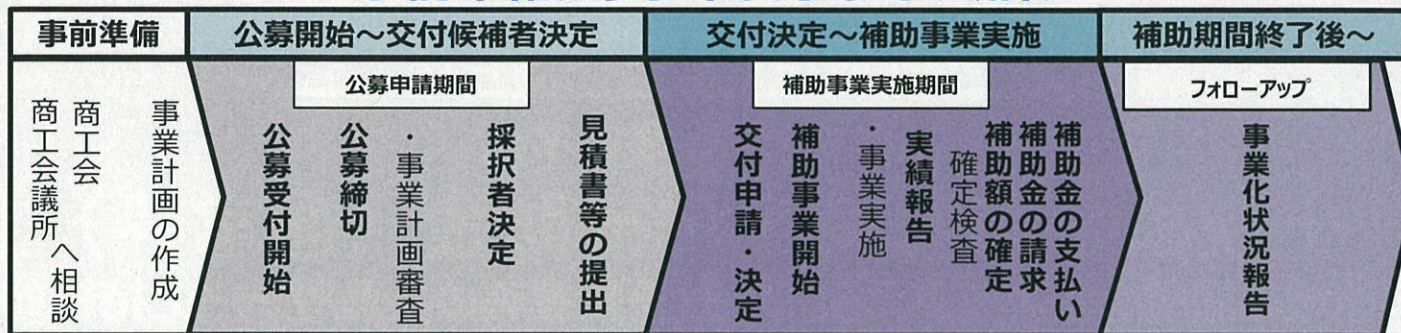 事前準備
公募開始～交付候補者決定
交付決定～補助事業実施
補助期間終了後～
公募申請期間
補助事業実施期間
フォローアップ
商工会
商工会議所へ相談
事業計画の作成
公募受付開始
公募締切
・事業計画審査
採択者決定
見積書等の提出
交付申請・決定
補助事業開始
・事業実施
実績報告
確定検査
補助額の確定
補助金の請求
補助金の支払い
事業化状況報告